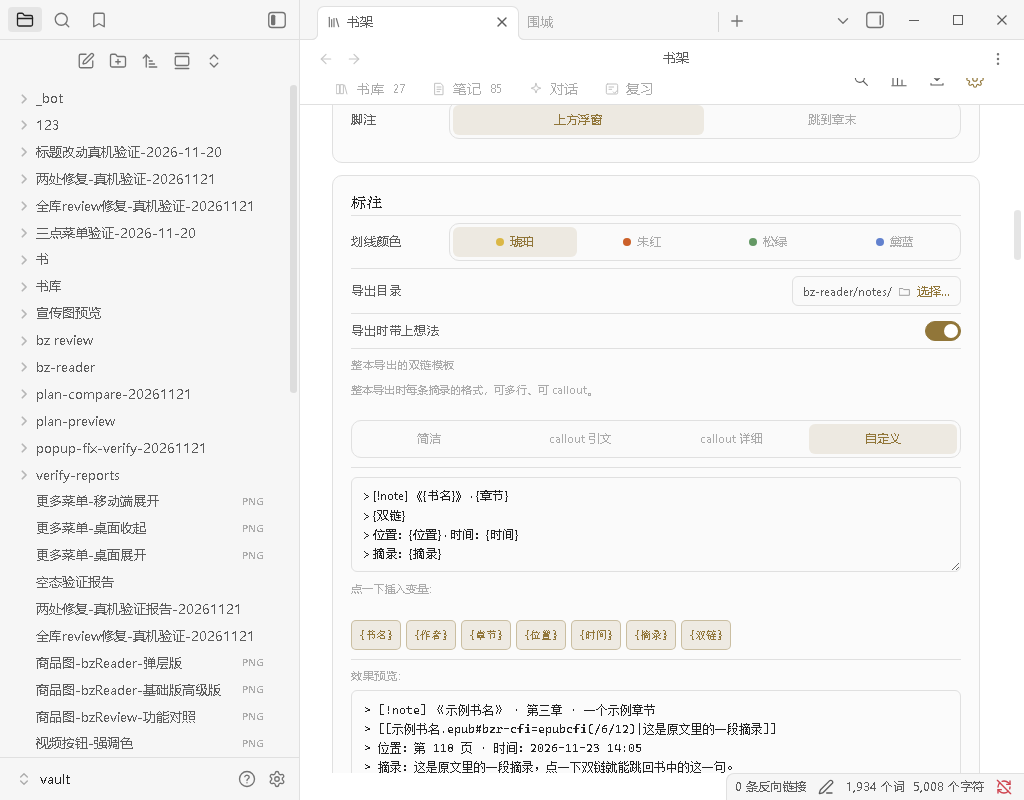 书架
围城
书架
书库 27
笔记 85
对话
复习
_bot
123
标题改动真机验证-2026-11-20
两处修复-真机验证-20261121
全库review修复-真机验证-20261121
三点菜单验证-2026-11-20
书
书库
宣传图预览
bz review
bz-reader
plan-compare-20261121
plan-preview
popup-fix-verify-20261121
verify-reports
更多菜单-移动端展开 PNG
更多菜单-桌面收起 PNG
更多菜单-桌面展开 PNG
空态验证报告
两处修复-真机验证报告-20261121
全库review修复-真机验证-20261121
商品图-bzReader-弹层版 PNG
商品图-bzReader-基础版高级版 PNG
商品图-bzReview-功能对照 PNG
视频按钮-强调色 PNG
vault
脚注 上方浮窗 跳到章末
标注
划线颜色 琥珀 朱红 松绿 黛蓝
导出目录 bz-reader/notes/ 选择...
导出时带上想法
整本导出的双链模板
整本导出时每条摘录的格式，可多行、可 callout。
简洁 callout 引文 callout 详细 自定义
> [!note] 《{书名}》 · {章节}
> {双链}
> 位置：{位置} · 时间：{时间}
> 摘录：{摘录}
点一下插入变量:
{书名} {作者} {章节} {位置} {时间} {摘录} {双链}
效果预览:
> [!note] 《示例书名》 · 第三章 · 一个示例章节
> [[示例书名.epub#bzr-cfi=epubcfi(/6/12)|这是原文里的一段摘录]]
> 位置：第 118 页 · 时间：2026-11-23 14:05
> 摘录：这是原文里的一段摘录，点一下双链就能跳回书中的这一句。
0 条反向链接 1,934 个词 5,008 个字符